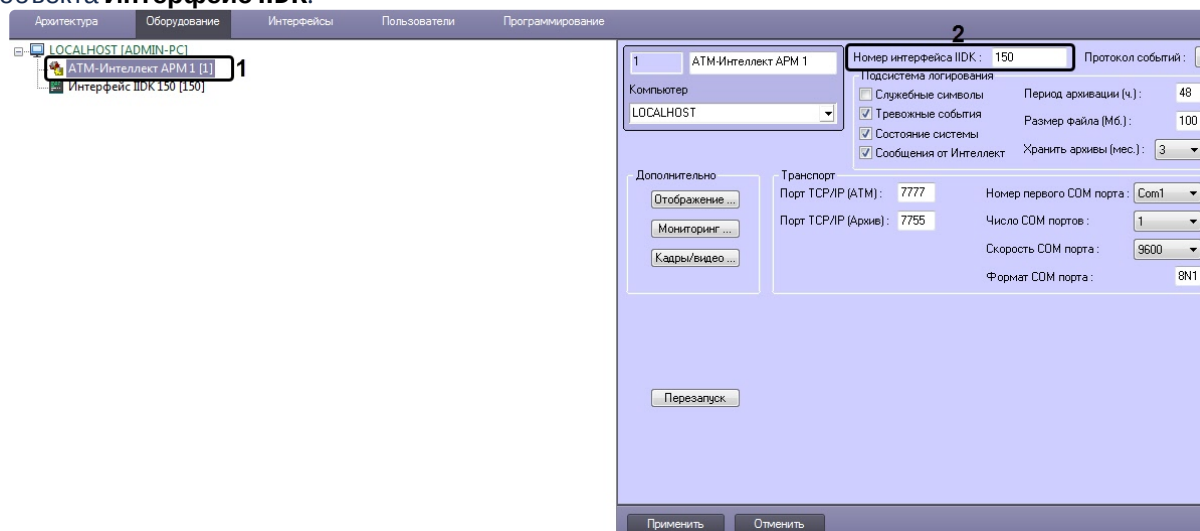 объекта Интерфейс IIDK.
Архитектура Оборудование Интерфейсы Пользователи Программирование
LOCALHOST [ADMIN-PC]
АТМ-Интеллект АРМ 1 [1] 1
Интерфейс IIDK 150 [150]
2
1 АТМ-Интеллект АРМ 1 Номер интерфейса IIDK : 150 Протокол событий :
Подсистема логирования
Компьютер
Служебные символы Период архивации (ч.) : 48
LOCALHOST
Тревожные события Размер файла (Мб.) : 100
Состояние системы
Сообщения от Интеллект Хранить архивы (мес.) : 3
Дополнительно Транспорт
Отображение ... Порт TCP/IP (АТМ) : 7777 Номер первого COM порта : Com1
Мониторинг ... Порт TCP/IP (Архив) : 7755 Число COM портов : 1
Кадры/видео ... Скорость COM порта : 9600
Формат COM порта : 8N1
Перезапуск
Применить Отменить